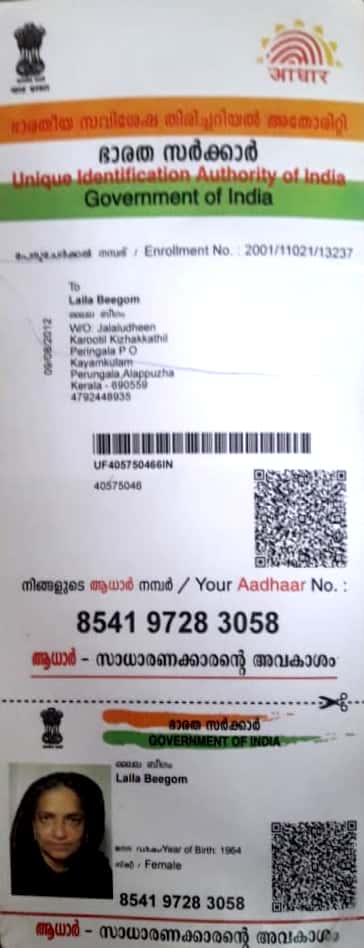 आधार
ഭാരതീയ സവിശേഷ തിരിച്ചറിയൽ അതോരിറ്റി
ഭാരത സർക്കാർ
Unique Identification Authority of India
Government of India
നമ്പർ / Enrollment No. : 2001/11021/13237
To
Laila Beegom
ലൈല ബീഗം
W/O: Jalaludheen
Karootil Kizhakkathil
Peringala P O
Kayamkulam
Perungala,Alappuzha
Kerala - 690559
4792448935
09/08/2012
UF405750466IN
40575046
നിങ്ങളുടെ ആധാർ നമ്പർ / Your Aadhaar No. :
8541 9728 3058
ആധാർ - സാധാരണക്കാരന്റെ അവകാശം
ഭാരത സർക്കാർ
GOVERNMENT OF INDIA
ലൈല ബീഗം
Laila Beegom
ജനന വർഷം/Year of Birth: 1964
/ Female
8541 9728 3058
ആധാർ - സാധാരണക്കാരന്റെ അവകാശം